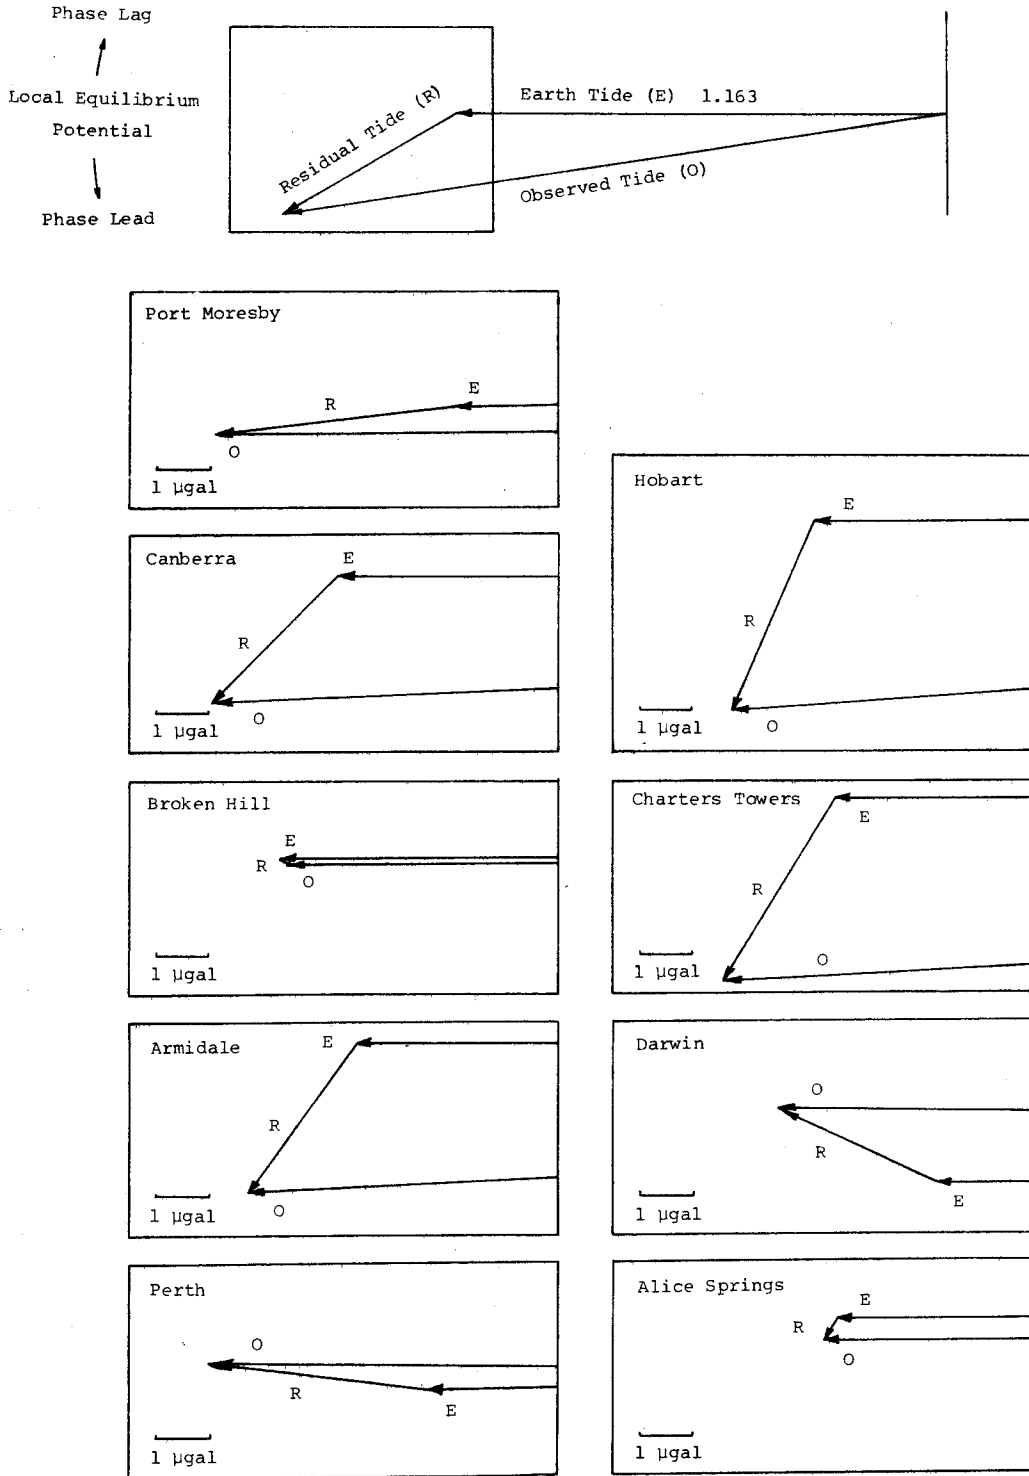 Phase Lag
Local Equilibrium
Potential
Phase Lead
Earth Tide (E) 1.163
Residual Tide (R)
Observed Tide (O)
Port Moresby
E
R
O
1 μgal
Hobart
E
R
O
1 μgal
Canberra
E
R
O
1 μgal
Broken Hill
E
R
O
1 μgal
Charters Towers
E
R
O
1 μgal
Armidale
E
R
O
1 μgal
Darwin
O
R
E
1 μgal
Perth
O
R
E
1 μgal
Alice Springs
E
R
O
1 μgal